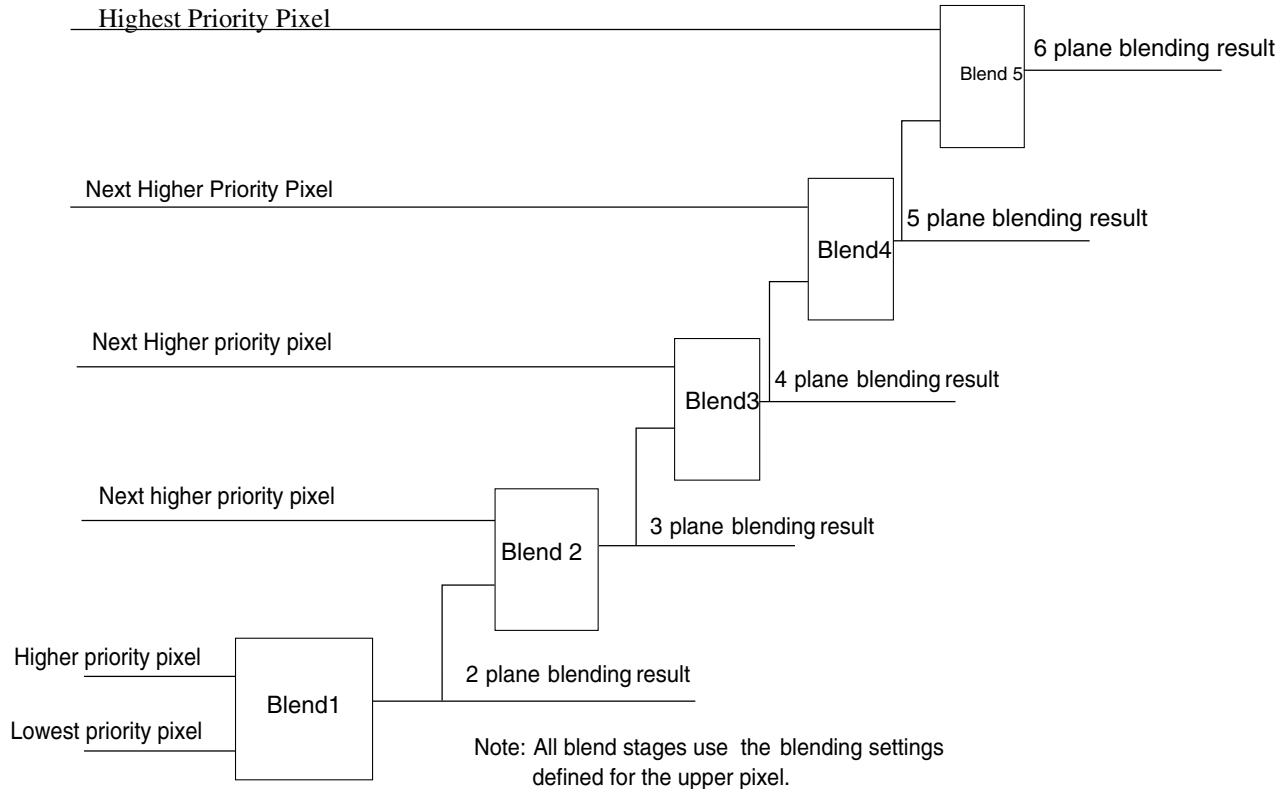 Highest Priority Pixel
6 plane blending result
Blend 5
Next Higher Priority Pixel
5 plane blending result
Blend4
Next Higher priority pixel
4 plane blending result
Blend3
Next higher priority pixel
3 plane blending result
Blend 2
Higher priority pixel
2 plane blending result
Blend1
Lowest priority pixel
Note: All blend stages use the blending settings
defined for the upper pixel.